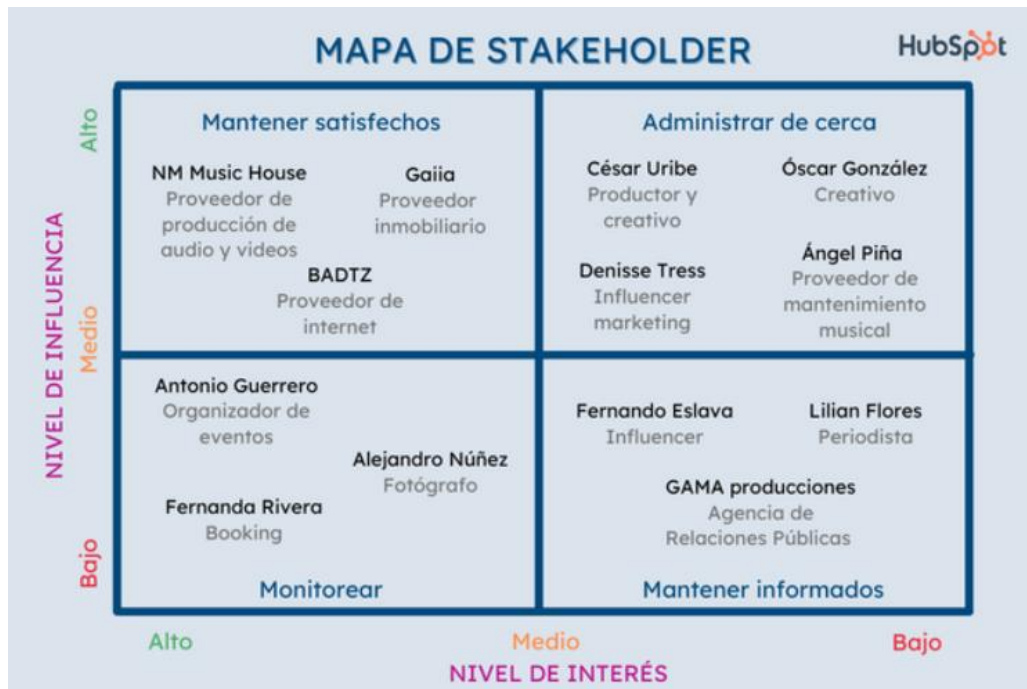 MAPA DE STAKEHOLDER
HubSpot
Alto
Medio
Bajo
NIVEL DE INFLUENCIA
Mantener satisfechos
NM Music House
Proveedor de
producción de
audio y videos
Gaiia
Proveedor
inmobiliario
BADTZ
Proveedor de
internet
Administrar de cerca
César Uribe
Productor y
creativo
Óscar González
Creativo
Denisse Tress
Influencer
marketing
Ángel Piña
Proveedor de
mantenimiento
musical
Antonio Guerrero
Organizador de
eventos
Alejandro Núñez
Fotógrafo
Fernanda Rivera
Booking
Monitorear
Fernando Eslava
Influencer
Lilian Flores
Periodista
GAMA producciones
Agencia de
Relaciones Públicas
Mantener informados
Alto
Medio
Bajo
NIVEL DE INTERÉS